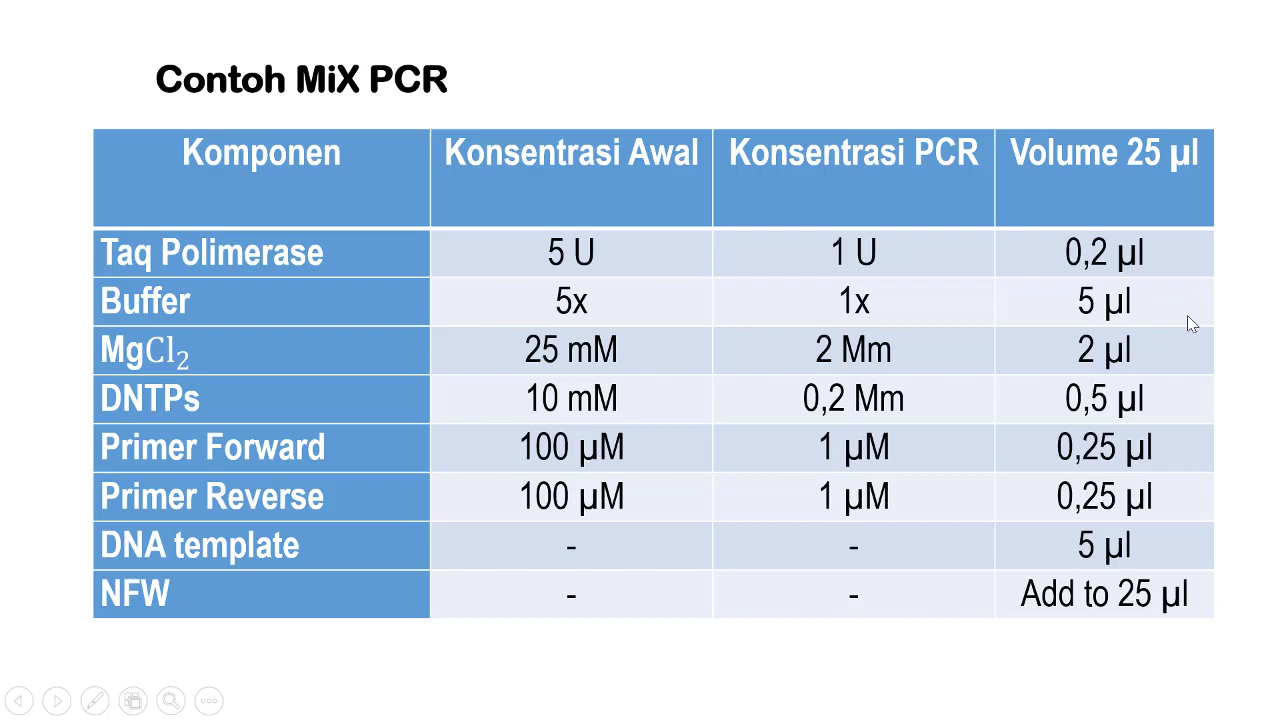 Contoh MiX PCR
Komponen Konsentrasi Awal Konsentrasi PCR Volume 25 µl
Taq Polimerase 5 U 1 U 0,2 µl
Buffer 5x 1x 5 µl
MgCl₂ 25 mM 2 Mm 2 µl
DNTPs 10 mM 0,2 Mm 0,5 µl
Primer Forward 100 µM 1 µM 0,25 µl
Primer Reverse 100 µM 1 µM 0,25 µl
DNA template - - 5 µl
NFW - - Add to 25 µl